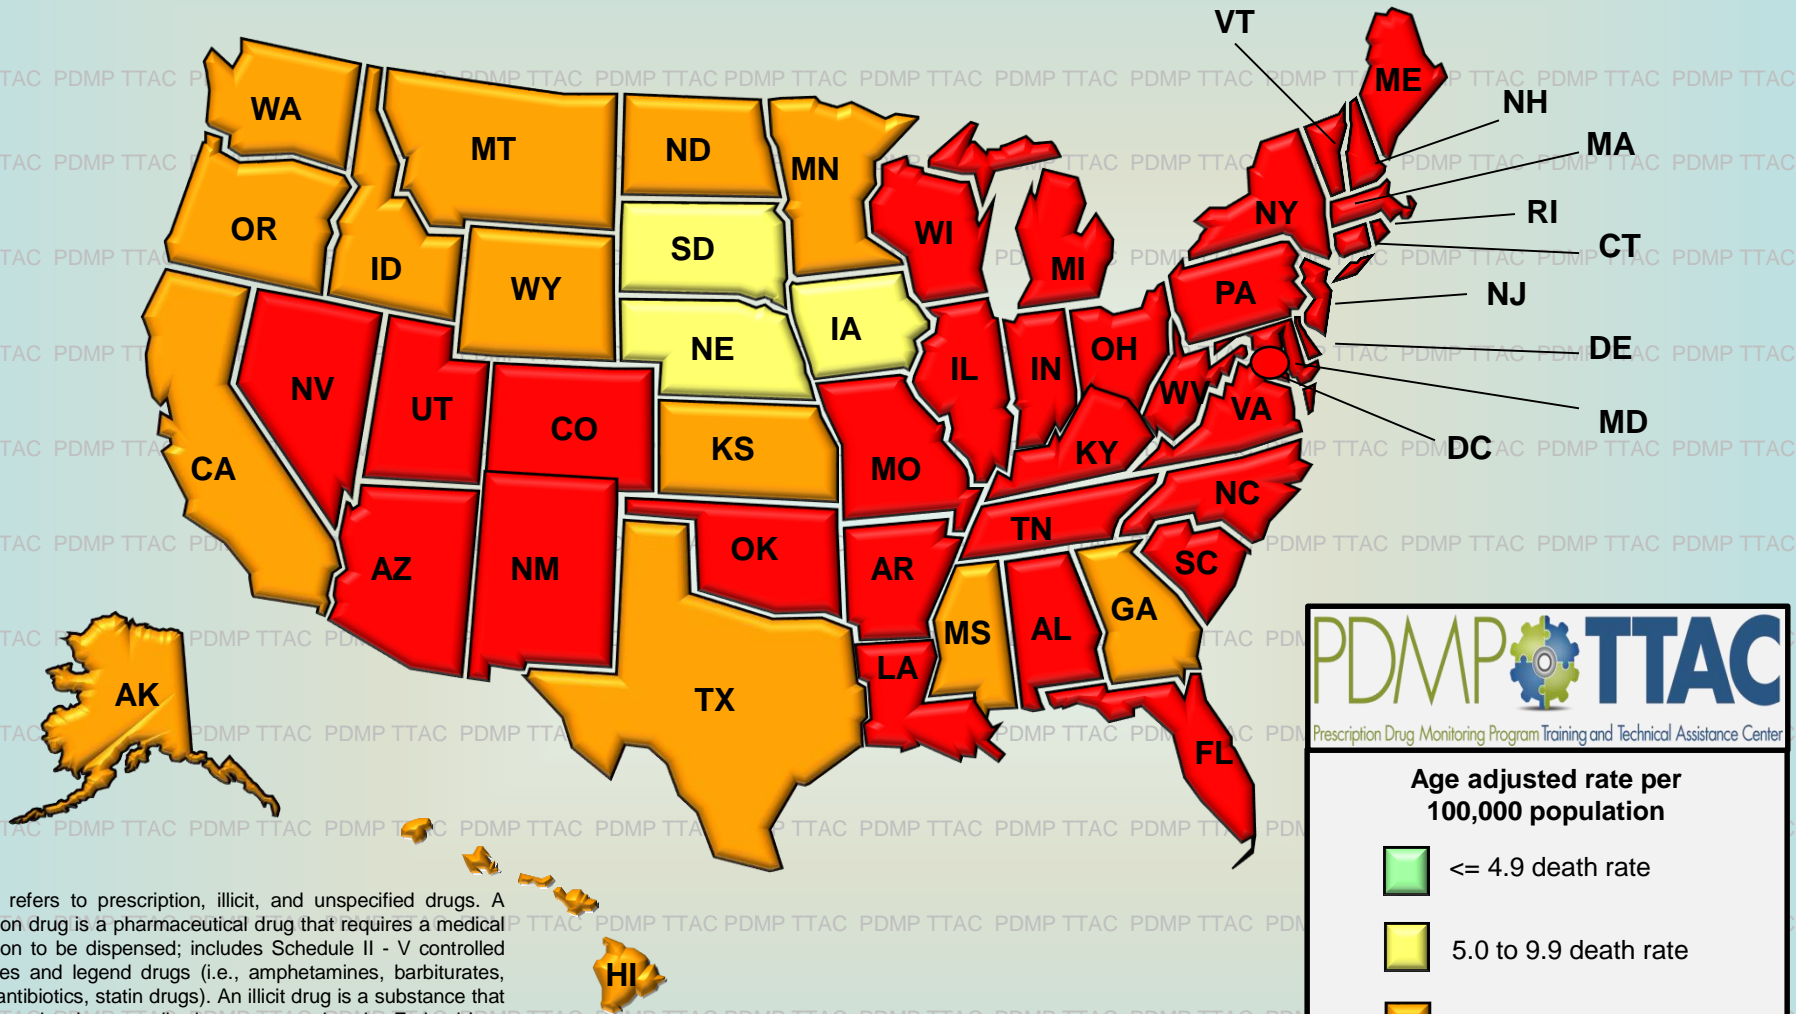 VT
ME
NH
MA
RI
CT
NJ
DE
MD
DC
WA
MT
ND
MN
OR
ID
WY
SD
WI
MI
NY
PA
NE
IA
IL
IN
OH
WV
VA
NV
UT
CO
KS
MO
KY
NC
CA
AZ
NM
OK
AR
TN
SC
MS
AL
GA
LA
TX
FL
AK
HI
PDMP TTAC
Prescription Drug Monitoring Program Training and Technical Assistance Center
Age adjusted rate per
100,000 population
<= 4.9 death rate
5.0 to 9.9 death rate
refers to prescription, illicit, and unspecified drugs. A
on drug is a pharmaceutical drug that requires a medical
on to be dispensed; includes Schedule II - V controlled
es and legend drugs (i.e., amphetamines, barbiturates,
antibiotics, statin drugs). An illicit drug is a substance that